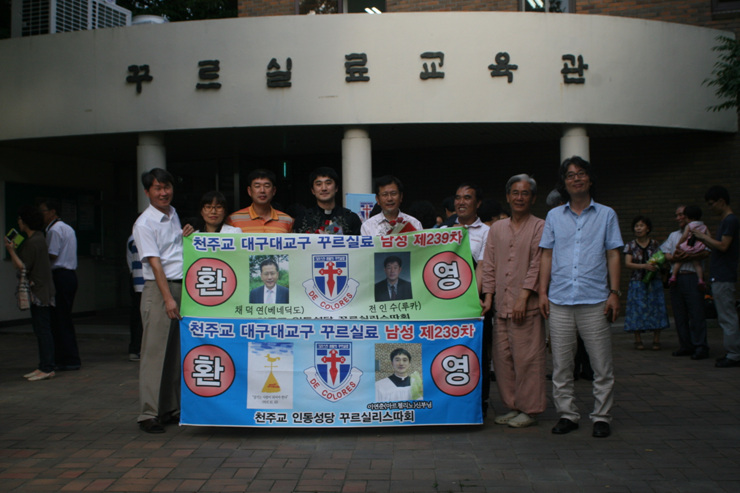 꾸르실료교육관
천주교 대구대교구 꾸르실료 남성 제239차
환
영
채덕연(베네딕도)
DE COLORES
전인수(루카)
천주교 대구대교구 꾸르실료 남성 제239차
환
영
DE COLORES
천주교 인동성당 꾸르실리스따회